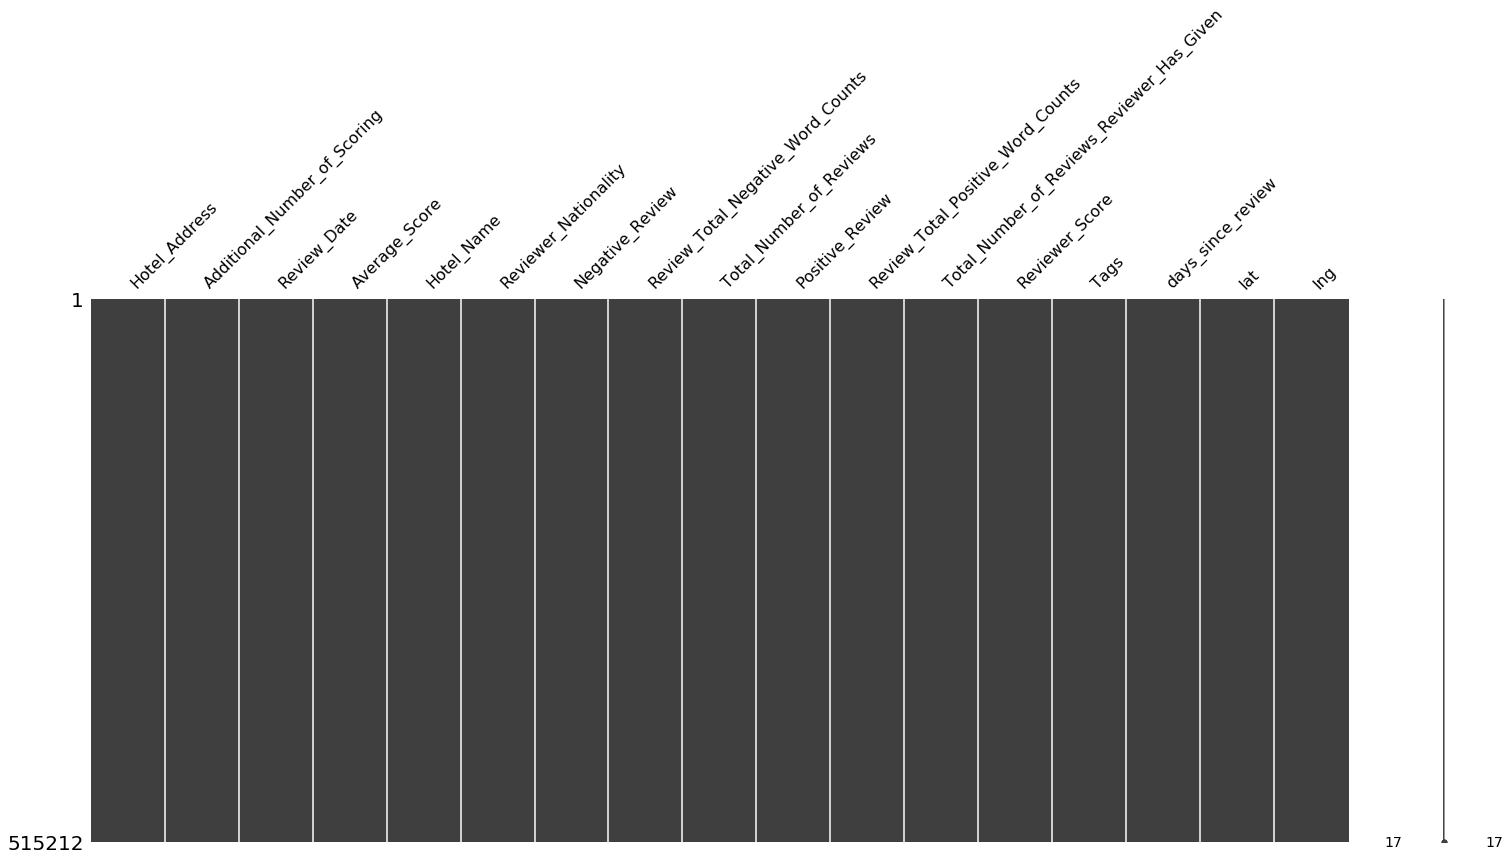 Hotel_Address
Additional_Number_of_Scoring
Review_Date
Average_Score
Hotel_Name
Reviewer_Nationality
Negative_Review
Review_Total_Negative_Word_Counts
Total_Number_of_Reviews
Positive_Review
Review_Total_Positive_Word_Counts
Total_Number_of_Reviews_Reviewer_Has_Given
Reviewer_Score
Tags
days_since_review
lat
lng
1
515212
17
17